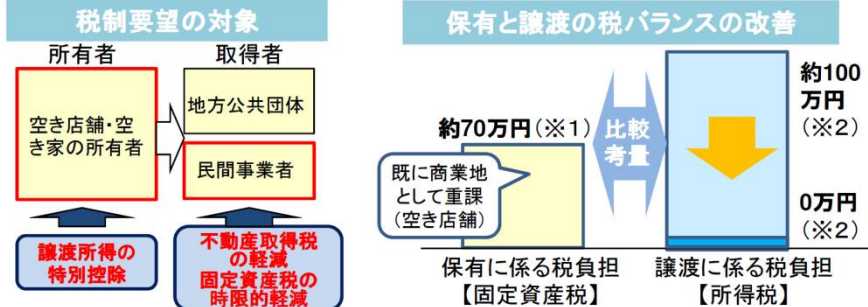 税制要望の対象
所有者
取得者
空き店舗・空
き家の所有者
地方公共団体
民間事業者
譲渡所得の
特別控除
不動産取得税
の軽減
固定資産税の
時限的軽減
保有と譲渡の税バランスの改善
約70万円(※1)
既に商業地
として重課
(空き店舗)
比較
考量
約100
万円
(※2)
0万円
(※2)
保有に係る税負担
【固定資産税】
譲渡に係る税負担
【所得税】